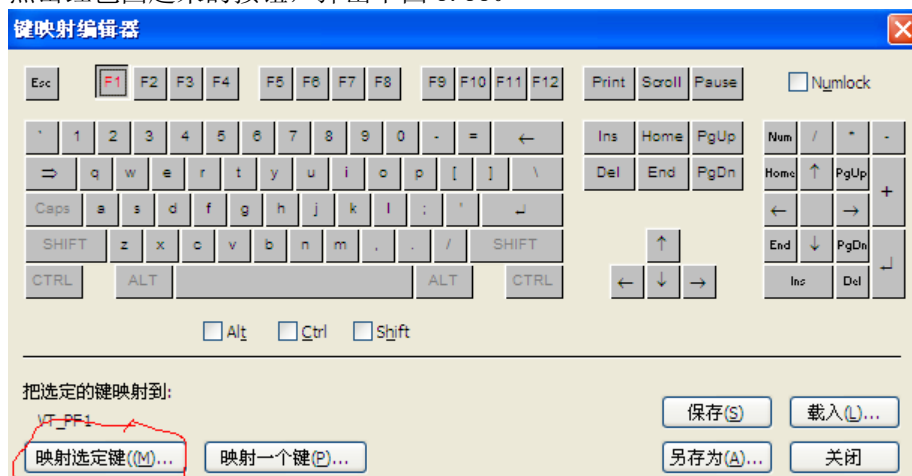 键映射编辑器
Esc F1 F2 F3 F4 F5 F6 F7 F8 F9 F10 F11 F12 Print Scroll Pause Numlock
` 1 2 3 4 5 6 7 8 9 0 - = ← Ins Home PgUp Num / * -
⇒ q w e r t y u i o p [ ] \ Del End PgDn Home ↑ PgUp +
Caps a s d f g h j k l ; ' ↵ ← →
SHIFT z x c v b n m , . / SHIFT ↑ End ↓ PgDn ↵
CTRL ALT ALT CTRL ← ↓ → Ins Del
Alt Ctrl Shift
把选定的键映射到:
VT_PF1
保存(S) 载入(L)...
映射选定键((M)... 映射一个键(P)... 另存为(A)... 关闭